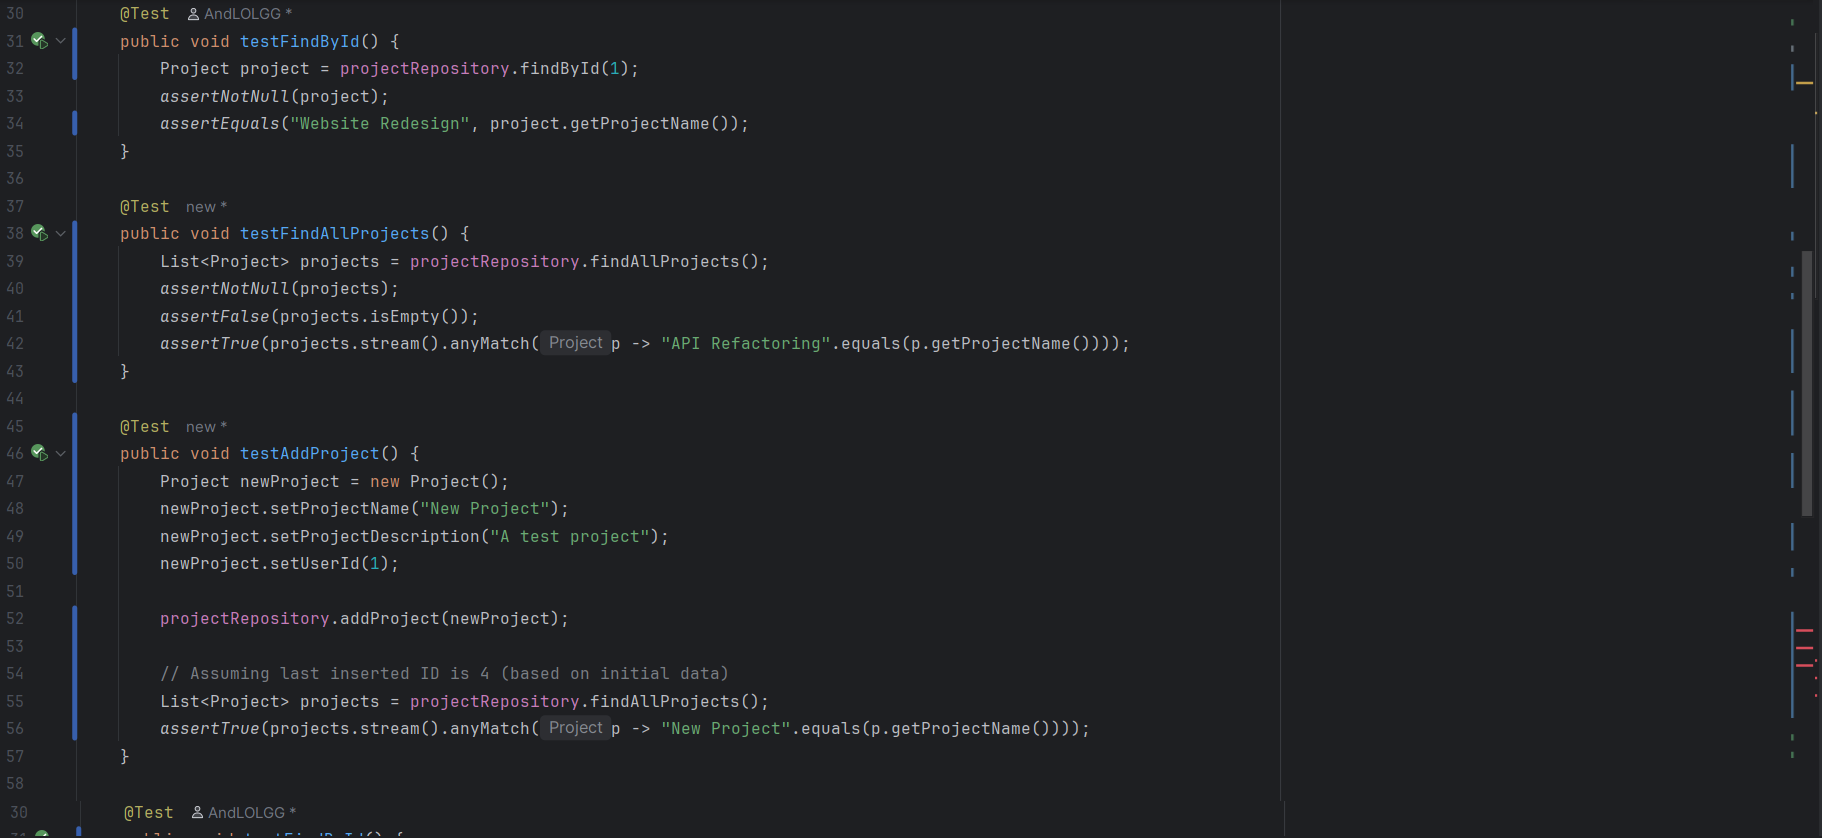 30 @Test AndLOLGG *
31 public void testFindById() {
32 Project project = projectRepository.findById(1);
33 assertNotNull(project);
34 assertEquals("Website Redesign", project.getProjectName());
35 }
36
37 @Test new *
38 public void testFindAllProjects() {
39 List<Project> projects = projectRepository.findAllProjects();
40 assertNotNull(projects);
41 assertFalse(projects.isEmpty());
42 assertTrue(projects.stream().anyMatch( Project p -> "API Refactoring".equals(p.getProjectName())));
43 }
44
45 @Test new *
46 public void testAddProject() {
47 Project newProject = new Project();
48 newProject.setProjectName("New Project");
49 newProject.setProjectDescription("A test project");
50 newProject.setUserId(1);
51
52 projectRepository.addProject(newProject);
53
54 // Assuming last inserted ID is 4 (based on initial data)
55 List<Project> projects = projectRepository.findAllProjects();
56 assertTrue(projects.stream().anyMatch( Project p -> "New Project".equals(p.getProjectName())));
57 }
58
30 @Test AndLOLGG *